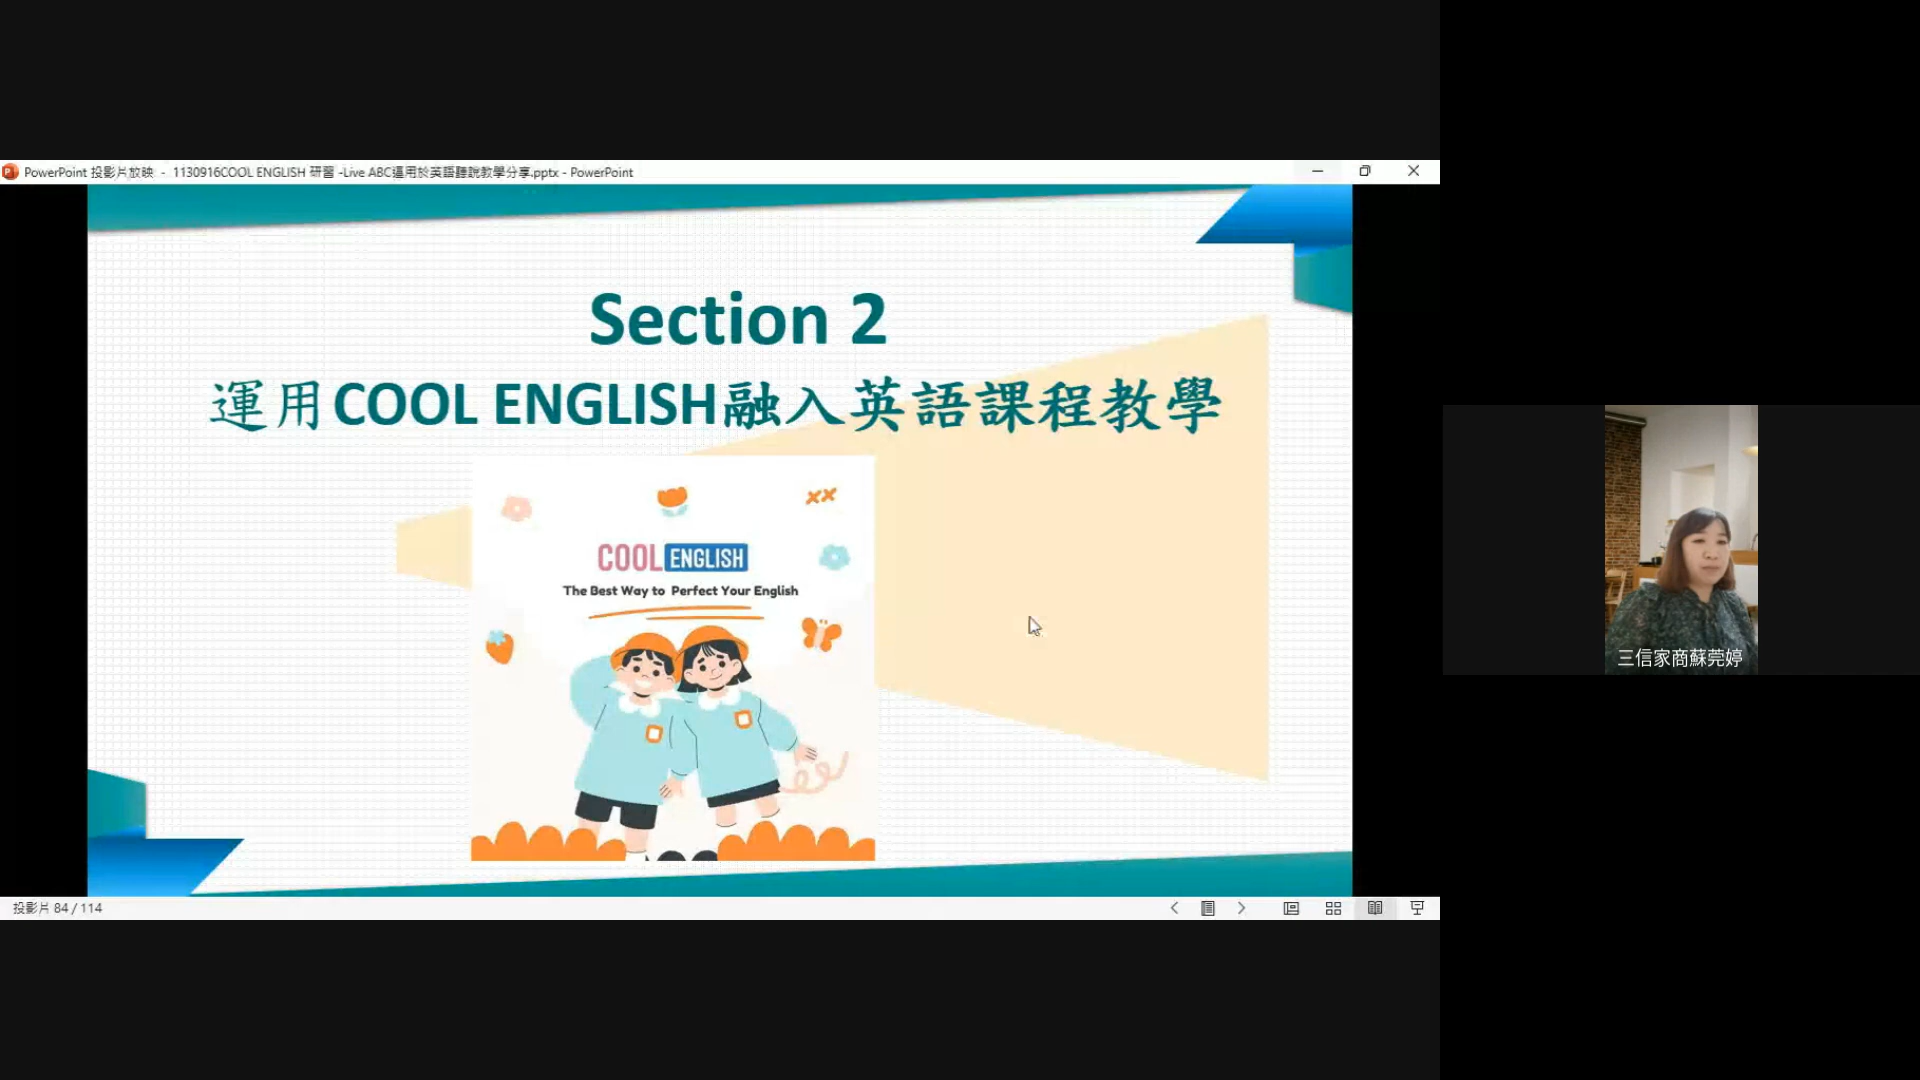 PowerPoint 投影片放映 - 1130916COOL ENGLISH 研習 -Live ABC運用於英語聽說教學分享.pptx - PowerPoint
Section 2
運用COOL ENGLISH融入英語課程教學
COOL ENGLISH
The Best Way to Perfect Your English
三信家商蘇莞婷
投影片 84 / 114